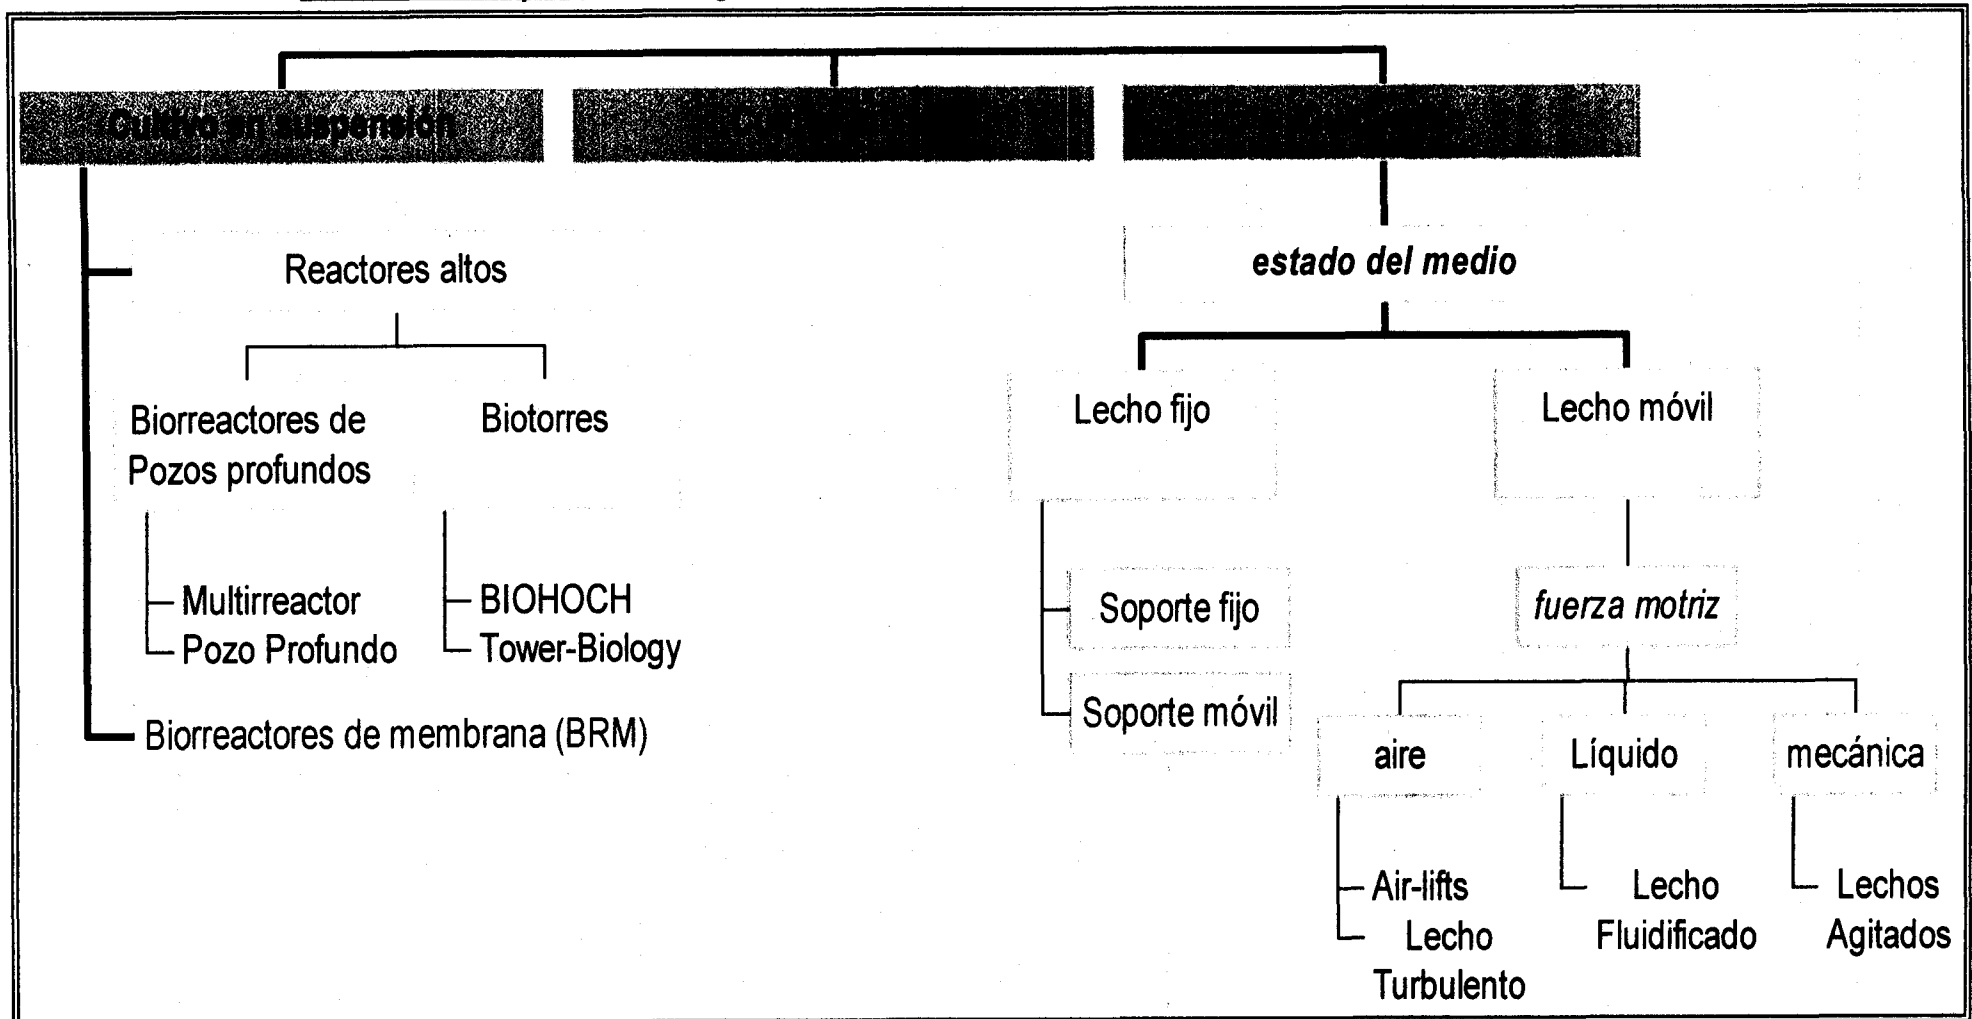 Cultivo en suspensión
Reactores altos
estado del medio
Biorreactores de
Pozos profundos
Biotorres
Lecho fijo
Lecho móvil
Multirreactor
Pozo Profundo
BIOHOCH
Tower-Biology
Soporte fijo
fuerza motriz
Soporte móvil
Biorreactores de membrana (BRM)
aire
Líquido
mecánica
Air-lifts
Lecho
Turbulento
Lecho
Fluidificado
Lechos
Agitados